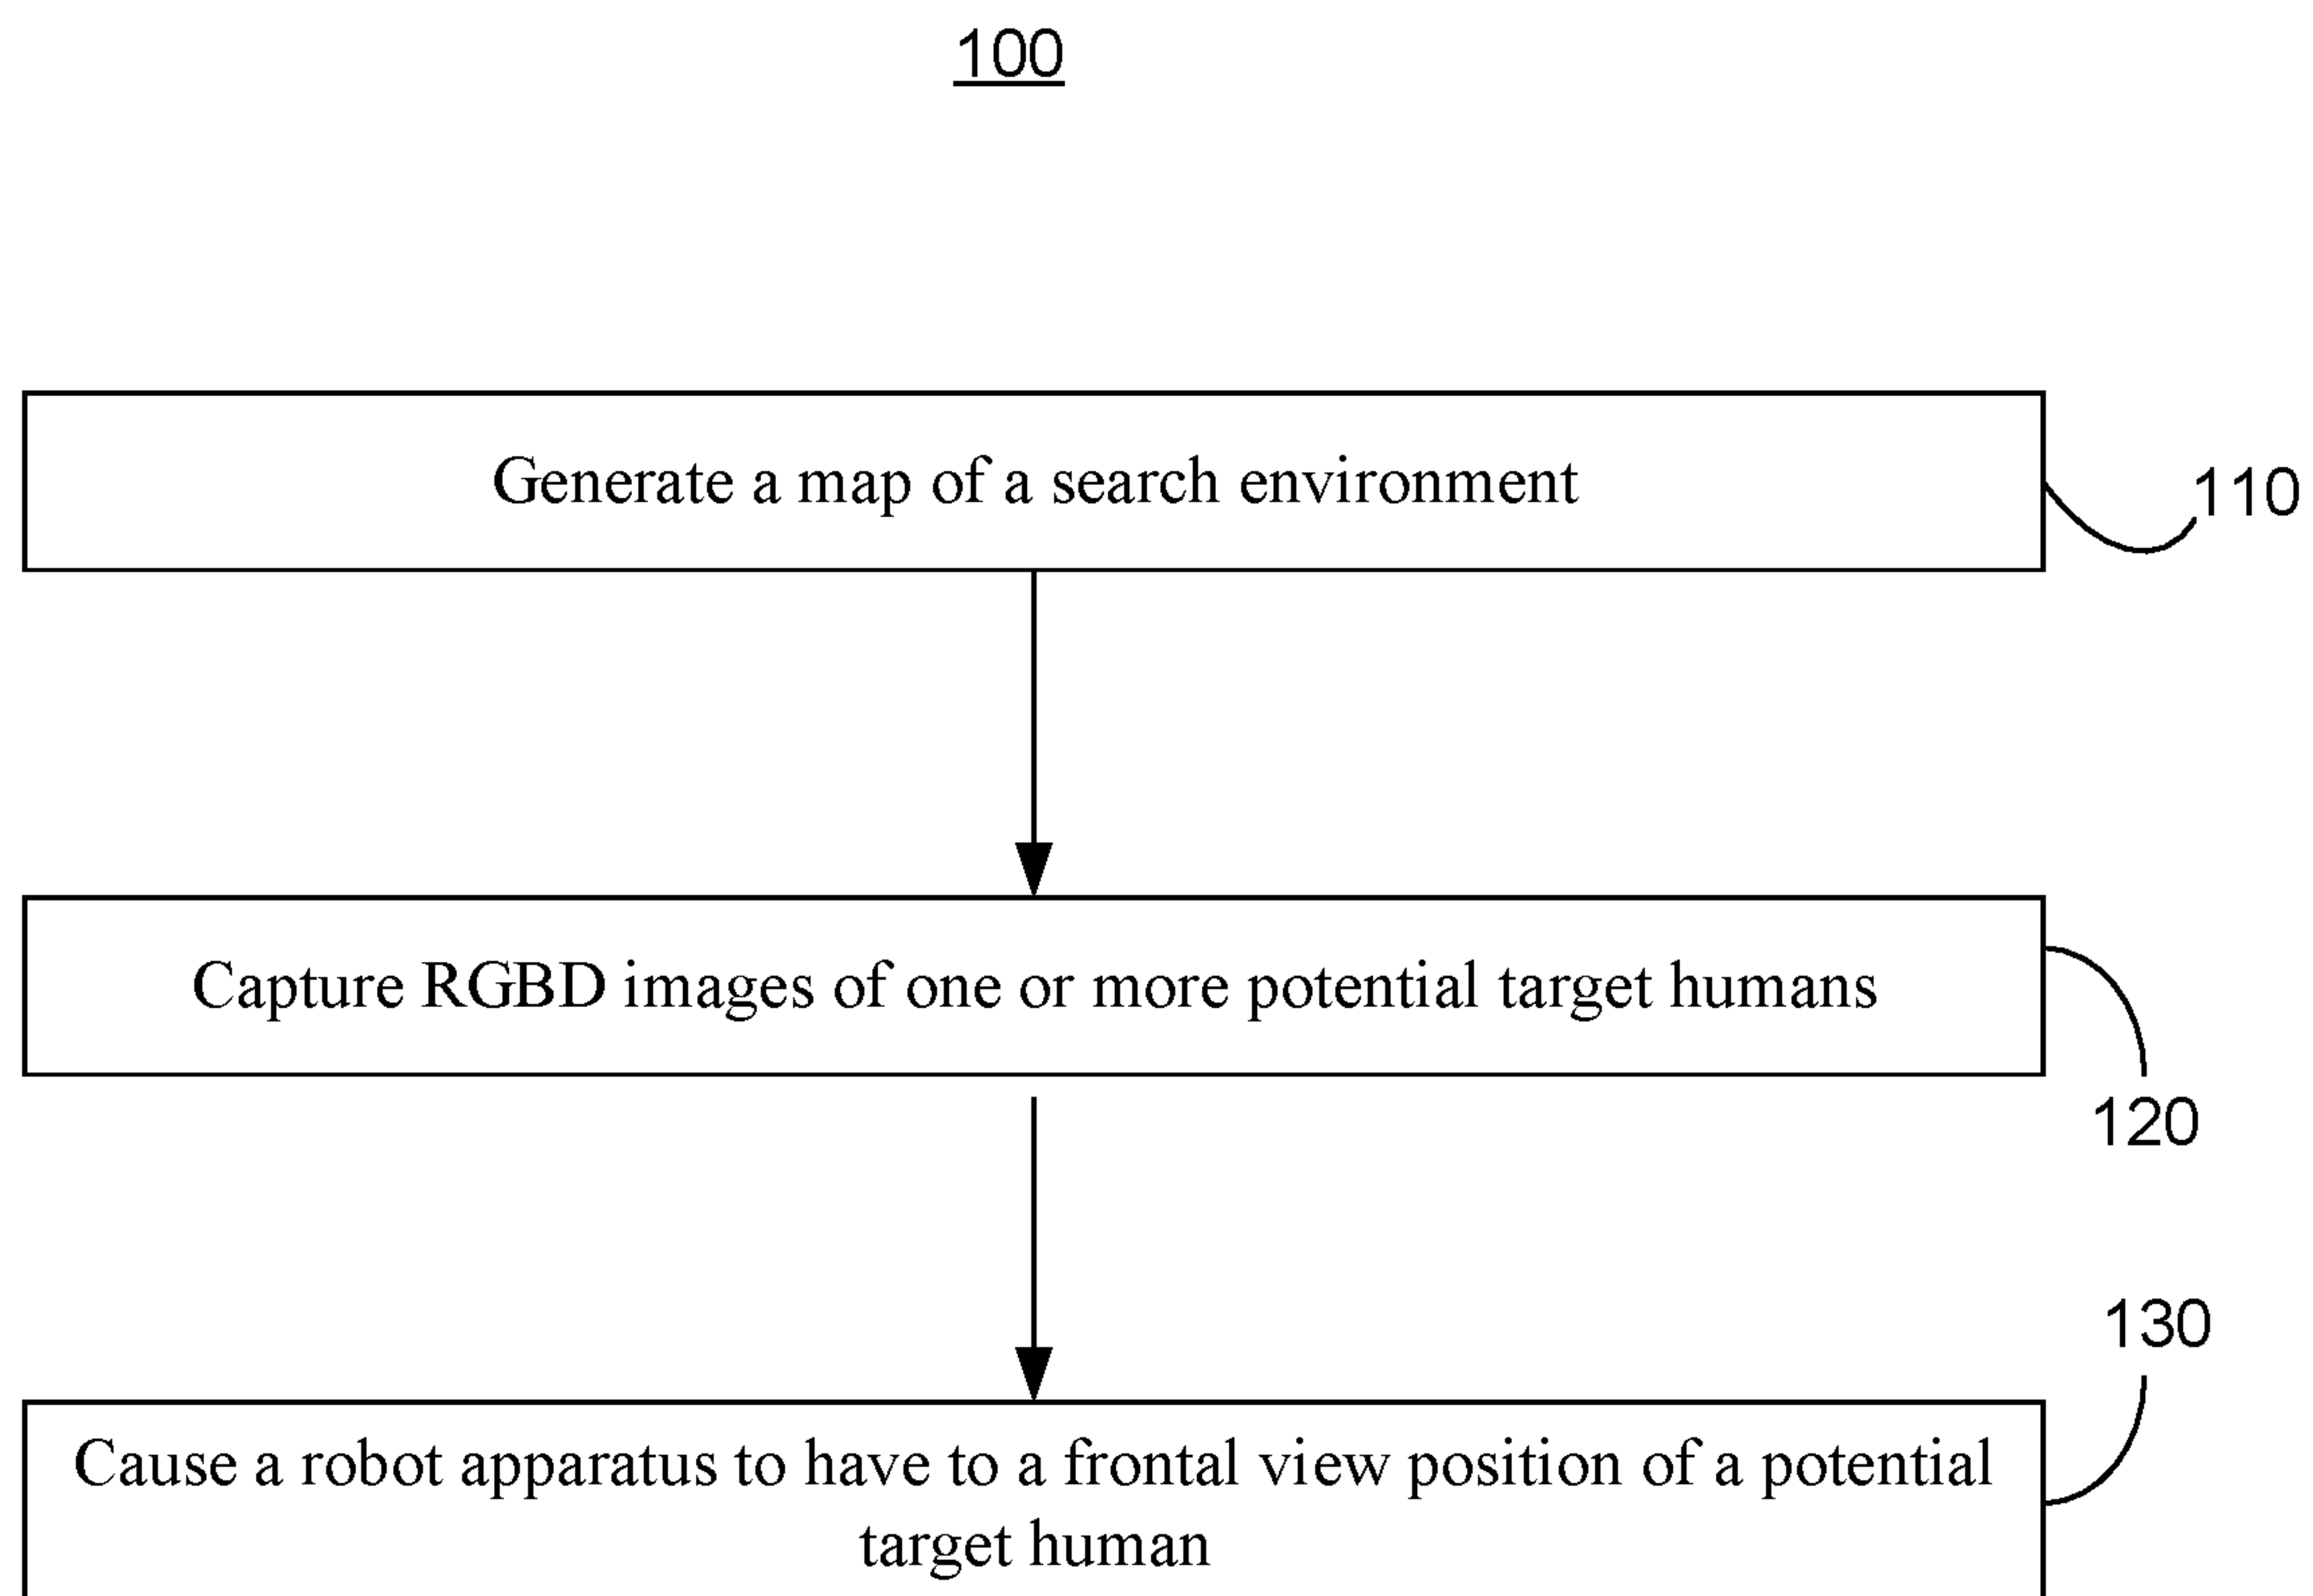 100
Generate a map of a search environment
110
Capture RGBD images of one or more potential target humans
120
130
Cause a robot apparatus to have to a frontal view position of a potential
target human